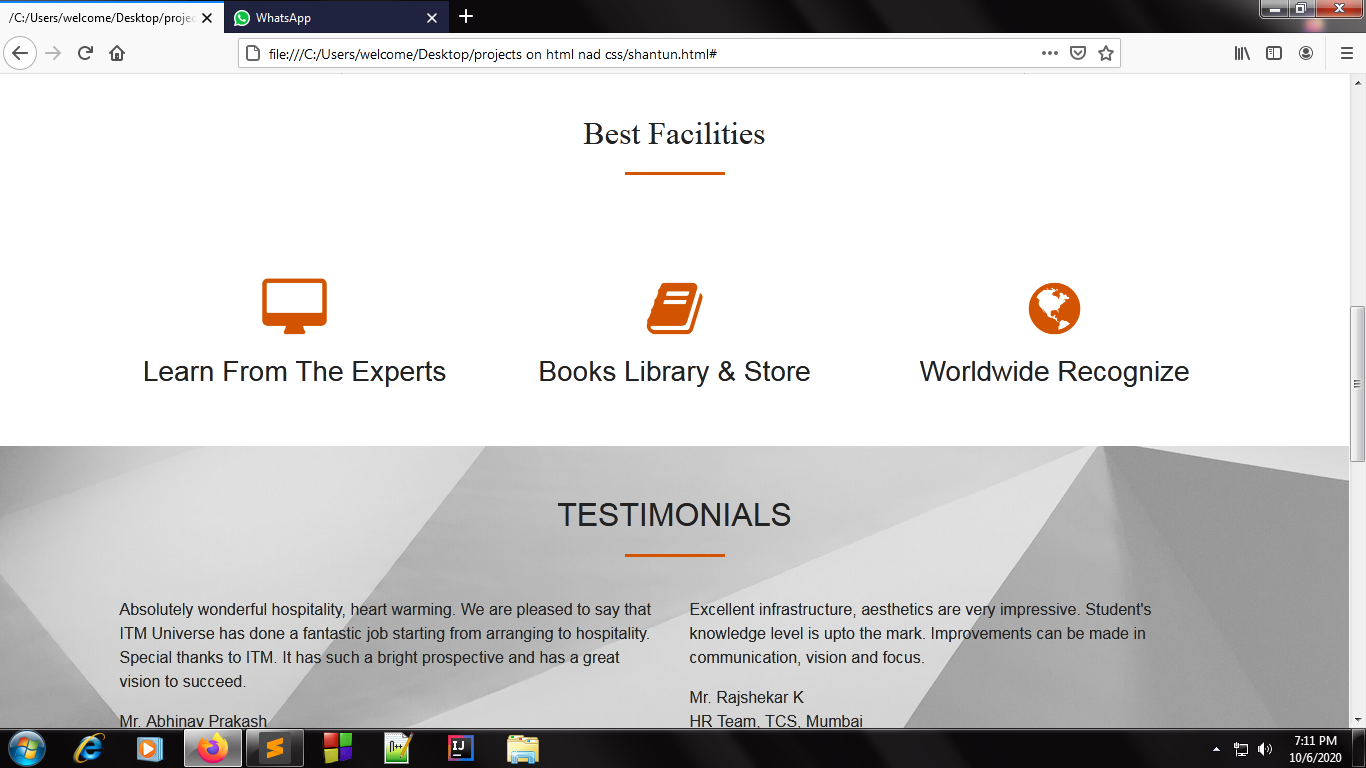 /C:/Users/welcome/Desktop/projec
WhatsApp
file:///C:/Users/welcome/Desktop/projects on html nad css/shantun.html#
Best Facilities
Learn From The Experts
Books Library & Store
Worldwide Recognize
TESTIMONIALS
Absolutely wonderful hospitality, heart warming. We are pleased to say that
ITM Universe has done a fantastic job starting from arranging to hospitality.
Special thanks to ITM. It has such a bright prospective and has a great
vision to succeed.
Mr. Abhinav Prakash
Excellent infrastructure, aesthetics are very impressive. Student's
knowledge level is upto the mark. Improvements can be made in
communication, vision and focus.
Mr. Rajshekar K
HR Team, TCS, Mumbai
N++
IJ
7:11 PM
10/6/2020